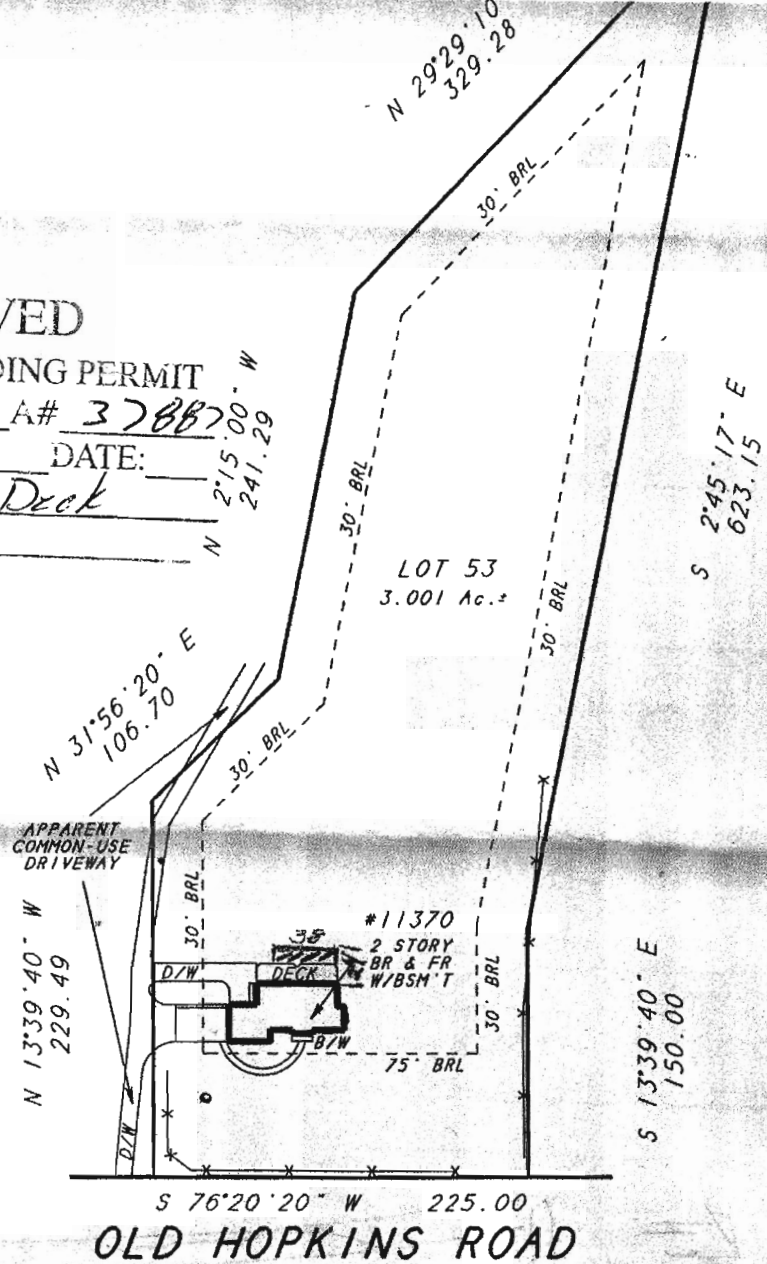 N 29°29'10
329.28
30' BRL
VED
DING PERMIT
A# 37887
DATE:
Deck
N 2°15'00" W
241.29
30' BRL
S 2°45'17" E
623.15
LOT 53
3.001 Ac.±
30' BRL
N 31°56'20" E
106.70
30' BRL
APPARENT
COMMON-USE
DRIVEWAY
30' BRL
#11370
2 STORY
BR & FR
W/BSM'T
38
D/W
DECK
B/W
30' BRL
75' BRL
N 13°39'40" W
229.49
S 13°39'40" E
150.00
D/W
S 76°20'20" W 225.00
OLD HOPKINS ROAD